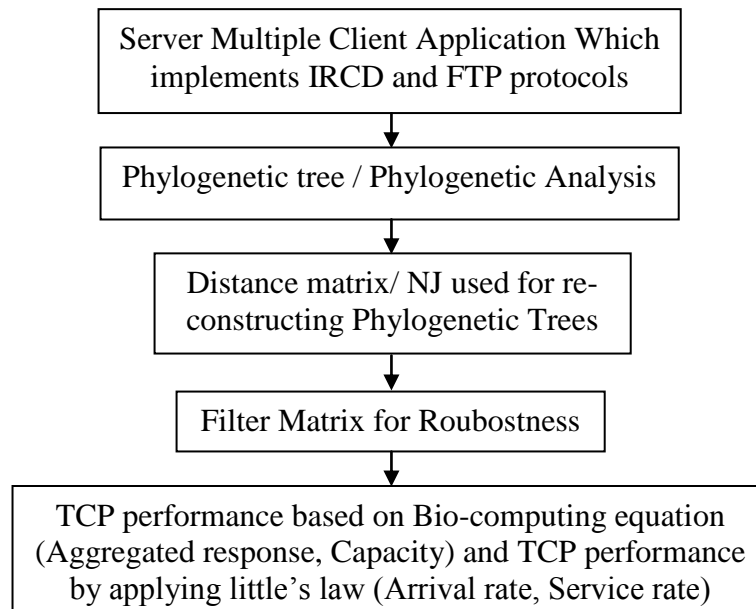 Server Multiple Client Application Which
implements IRCD and FTP protocols
Phylogenetic tree / Phylogenetic Analysis
Distance matrix/ NJ used for re-
constructing Phylogenetic Trees
Filter Matrix for Roubostness
TCP performance based on Bio-computing equation
(Aggregated response, Capacity) and TCP performance
by applying little’s law (Arrival rate, Service rate)